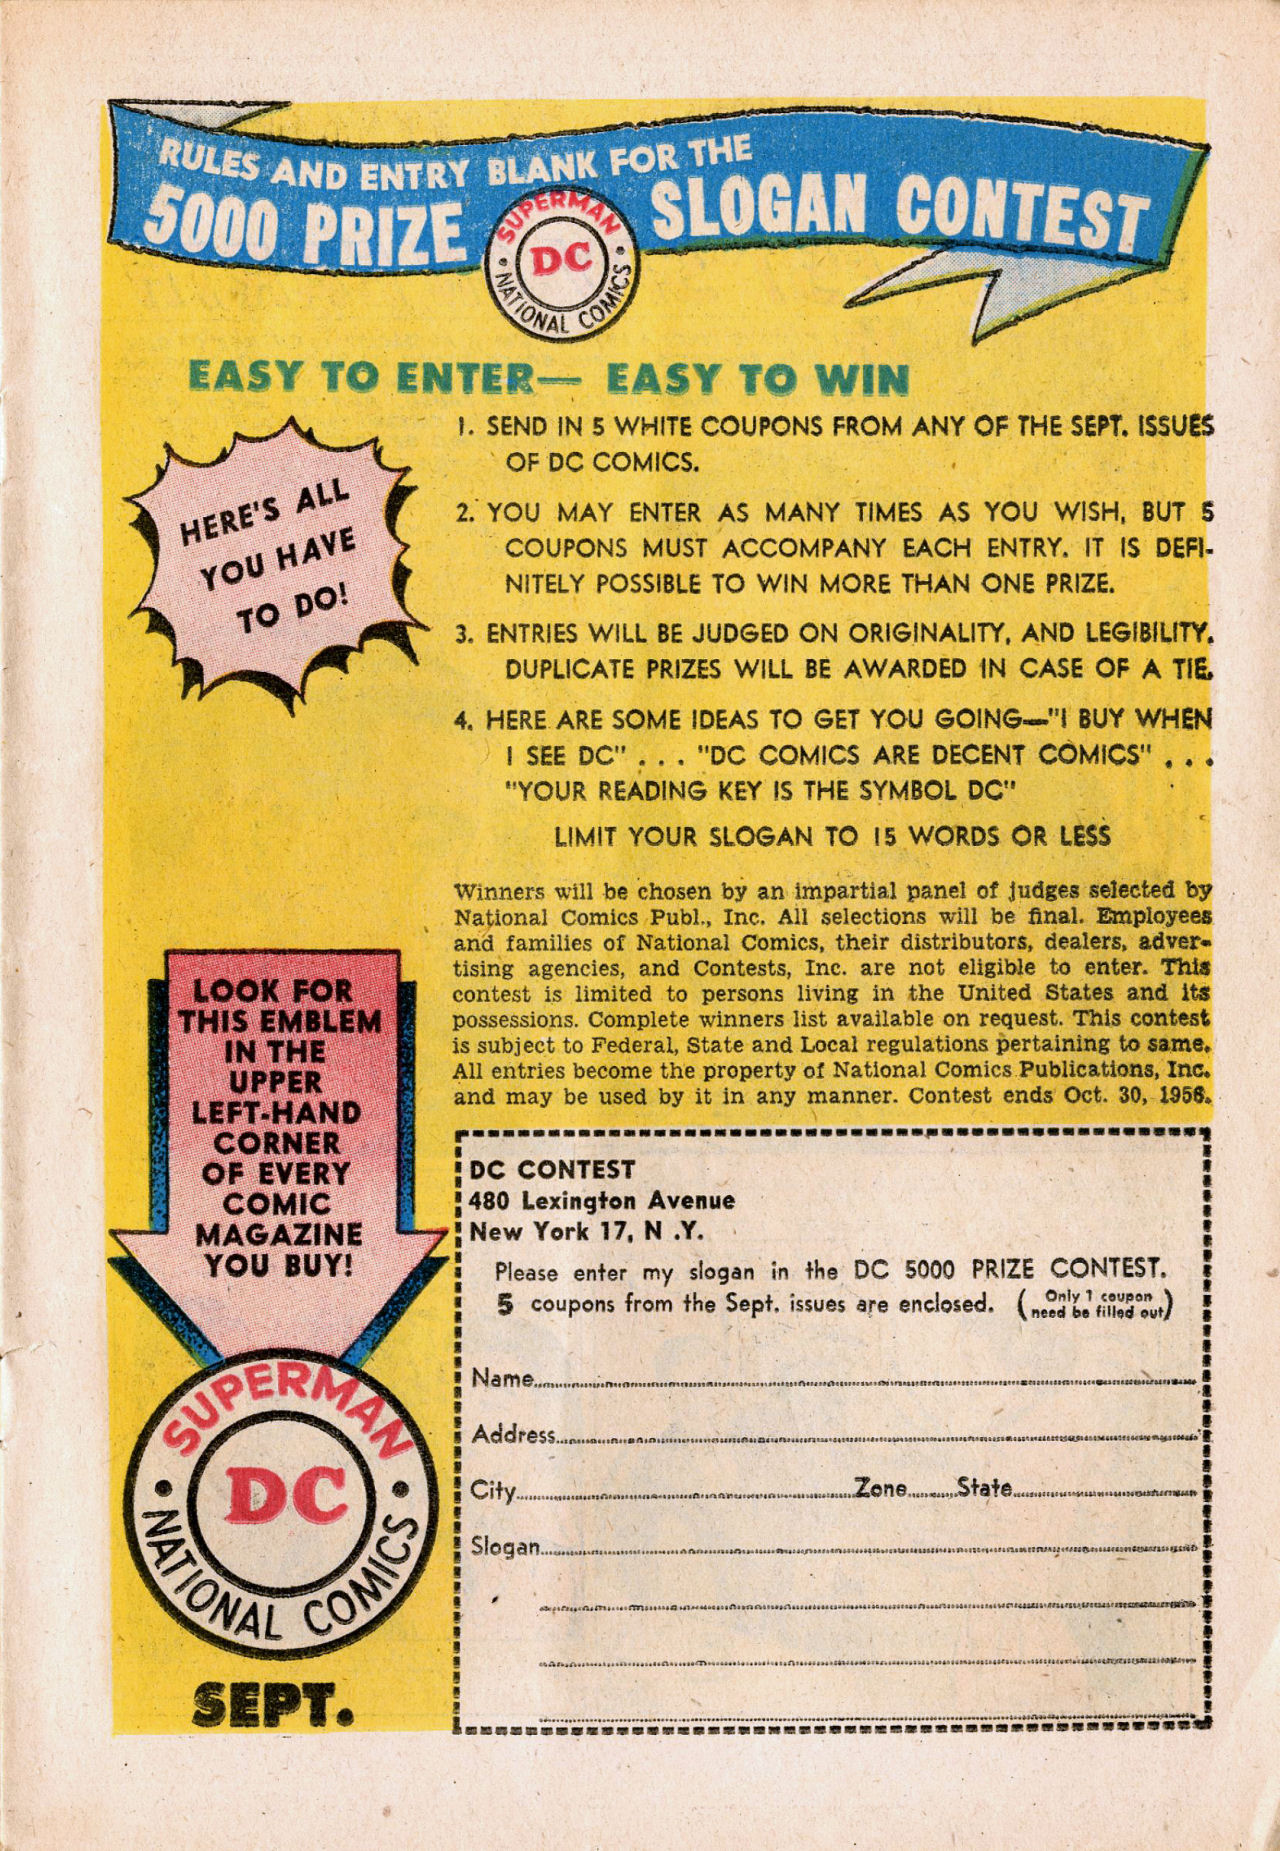 RULES AND ENTRY BLANK FOR THE
5000 PRIZE SLOGAN CONTEST
SUPERMAN
DC
NATIONAL COMICS
EASY TO ENTER— EASY TO WIN
HERE'S ALL
YOU HAVE
TO DO!
1. SEND IN 5 WHITE COUPONS FROM ANY OF THE SEPT. ISSUES
OF DC COMICS.
2. YOU MAY ENTER AS MANY TIMES AS YOU WISH, BUT 5
COUPONS MUST ACCOMPANY EACH ENTRY. IT IS DEFI-
NITELY POSSIBLE TO WIN MORE THAN ONE PRIZE.
3. ENTRIES WILL BE JUDGED ON ORIGINALITY, AND LEGIBILITY.
DUPLICATE PRIZES WILL BE AWARDED IN CASE OF A TIE.
4. HERE ARE SOME IDEAS TO GET YOU GOING—"I BUY WHEN
I SEE DC" . . . "DC COMICS ARE DECENT COMICS" . . .
"YOUR READING KEY IS THE SYMBOL DC"
LIMIT YOUR SLOGAN TO 15 WORDS OR LESS
Winners will be chosen by an impartial panel of judges selected by
National Comics Publ., Inc. All selections will be final. Employees
and families of National Comics, their distributors, dealers, adver-
tising agencies, and Contests, Inc. are not eligible to enter. This
contest is limited to persons living in the United States and its
possessions. Complete winners list available on request. This contest
is subject to Federal, State and Local regulations pertaining to same.
All entries become the property of National Comics Publications, Inc.
and may be used by it in any manner. Contest ends Oct. 30, 1956.
LOOK FOR
THIS EMBLEM
IN THE
UPPER
LEFT-HAND
CORNER
OF EVERY
COMIC
MAGAZINE
YOU BUY!
SUPERMAN
DC
NATIONAL COMICS
SEPT.
DC CONTEST
480 Lexington Avenue
New York 17, N .Y.
Please enter my slogan in the DC 5000 PRIZE CONTEST.
5 coupons from the Sept. issues are enclosed. (Only 1 coupon
need be filled out)
Name
Address
City Zone State
Slogan